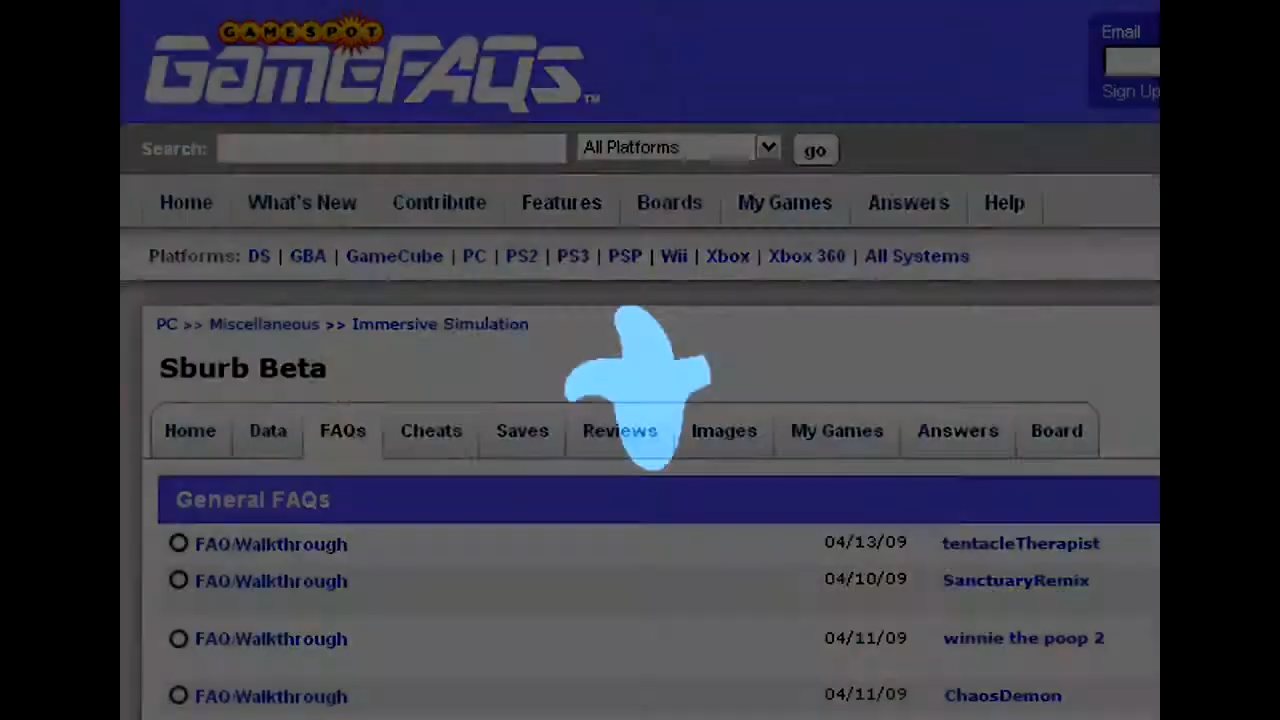 GAMESPOT
GameFAQs™
Email
Sign Up
Search: All Platforms go
Home What's New Contribute Features Boards My Games Answers Help
Platforms: DS | GBA | GameCube | PC | PS2 | PS3 | PSP | Wii | Xbox | Xbox 360 | All Systems
PC >> Miscellaneous >> Immersive Simulation
Sburb Beta
Home Data FAQs Cheats Saves Reviews Images My Games Answers Board
General FAQs
FAQ/Walkthrough 04/13/09 tentacleTherapist
FAQ/Walkthrough 04/10/09 SanctuaryRemix
FAQ/Walkthrough 04/11/09 winnie the poop 2
FAQ/Walkthrough 04/11/09 ChaosDemon